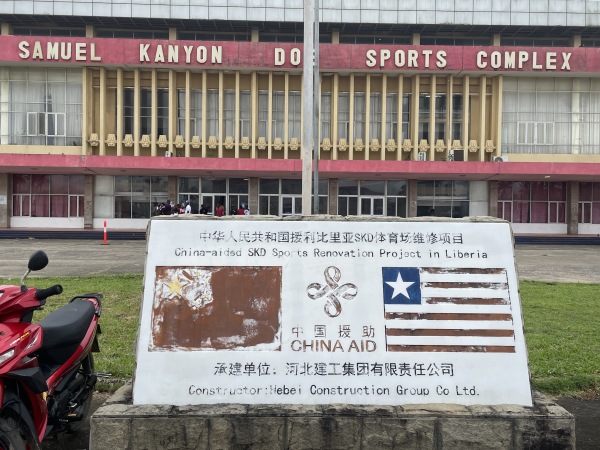 SAMUEL KANYON DOE SPORTS COMPLEX
中华人民共和国援利比里亚SKD体育场维修项目
China-aided SKD Sports Renovation Project in Liberia
中国援助
CHINA AID
承建单位：河北建工集团有限责任公司
Constructor:Hebei Construction Group Co Ltd.